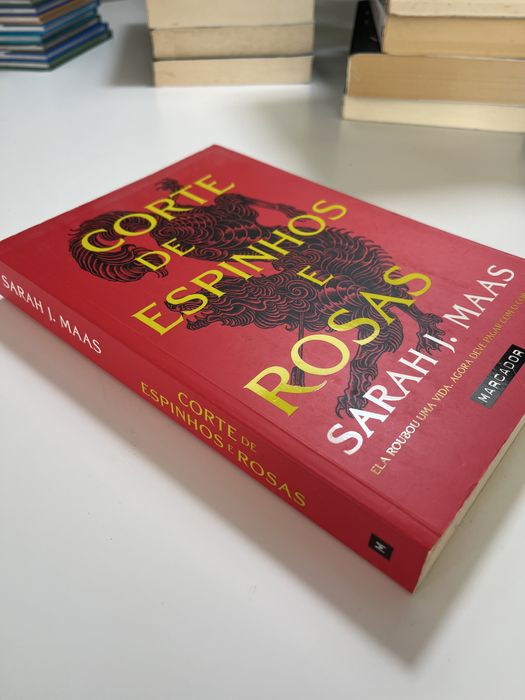 CORTE
DE
ESPINHOS
E
ROSAS
SARAH J. MAAS
ELA ROUBOU UMA VIDA. AGORA DEVE PAGAR COM O
MARCADOR
SARAH J. MAAS
CORTE DE
ESPINHOS E ROSAS
M